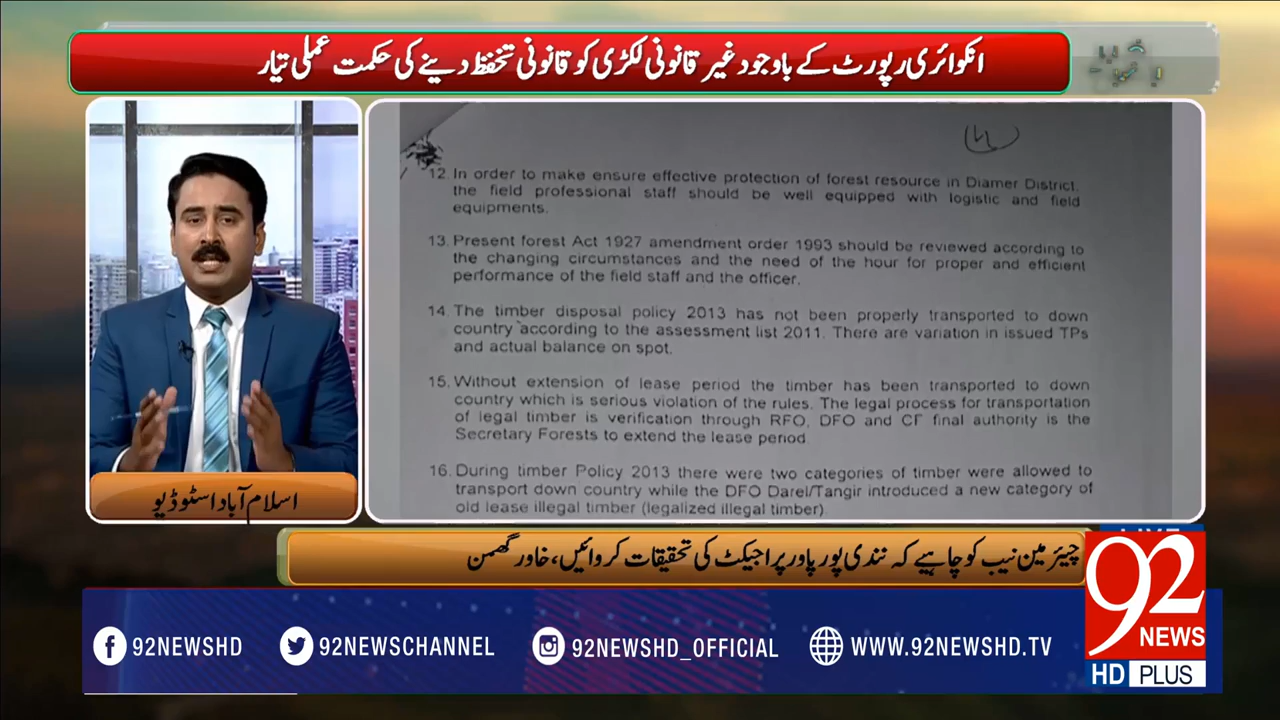 انکوائری رپورٹ کے باوجود غیر قانونی لکڑی کو قانونی تحفظ دینے کی حکمت عملی تیار
12. In order to make ensure effective protection of forest resource in Diamer District,
the field professional staff should be well equipped with logistic and field
equipments.
13. Present forest Act 1927 amendment order 1993 should be reviewed according to
the changing circumstances and the need of the hour for proper and efficient
performance of the field staff and the officer.
14. The timber disposal policy 2013 has not been properly transported to down
country according to the assessment list 2011. There are variation in issued TPs
and actual balance on spot.
15. Without extension of lease period the timber has been transported to down
country which is serious violation of the rules. The legal process for transportation
of legal timber is verification through RFO, DFO and CF final authority is the
Secretary Forests to extend the lease period.
16. During timber Policy 2013 there were two categories of timber were allowed to
transport down country while the DFO Darel/Tangir introduced a new category of
old lease illegal timber (legalized illegal timber).
اسلام آباد اسٹوڈیو
چیئرمین نیب کو چاہیے کہ نندی پور پاور پراجیکٹ کی تحقیقات کروائیں، خاور گھمن
LIVE
92
NEWS
HD PLUS
92NEWSHD
92NEWSCHANNEL
92NEWSHD_OFFICIAL
WWW.92NEWSHD.TV